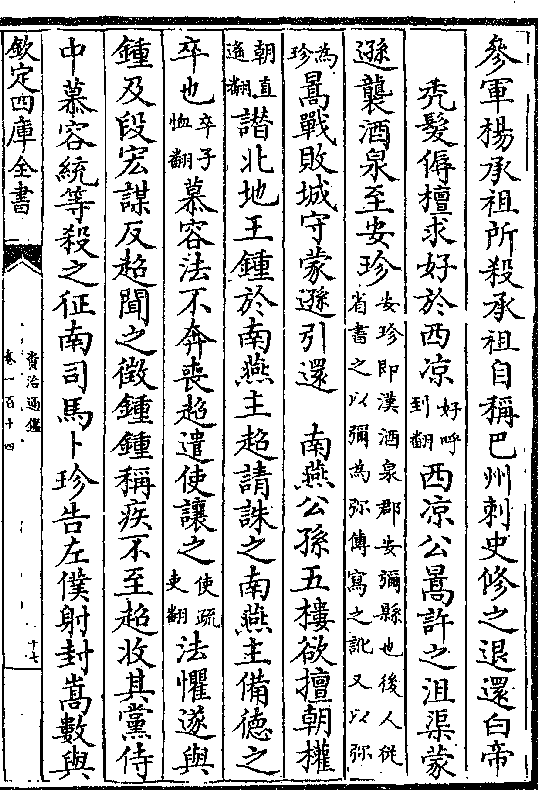 參軍楊承祖所殺承祖自稱巴州刺史修之退還白帝
秃髮傉檀求好於西凉好呼到翻西凉公暠許之沮渠蒙
遜襲酒泉至安珍安珍即漢酒泉郡安彌縣也後人從省書之以彌為弥傳寫之訛又以弥
為珍暠戰敗城守蒙遜引還　南燕公孫五樓欲擅朝權
朝直遙翻譛北地王鍾於南燕主超請誅之南燕主備徳之
卒也卒子恤翻慕容法不奔喪超遣使讓之使疏吏翻法懼遂與
鍾及段宏謀反超聞之徴鍾鍾稱疾不至超收其黨侍
中慕容統等殺之征南司馬卜珍告左僕射封嵩數與
欽定四庫全書
資治通鑑
卷一百十四
十七